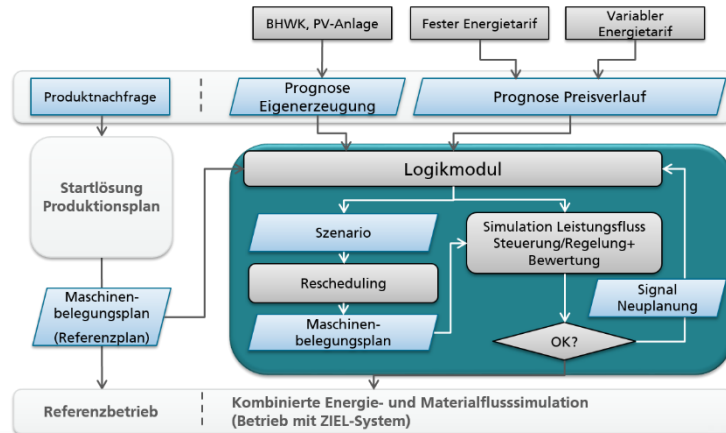 BHWK, PV-Anlage
Fester
Energietarif
Variabler
Energietarif
Produktnachfrage
Prognose
Eigenerzeugung
Prognose Preisverlauf
Startlösung
Produktionsplan
Logikmodul
Szenario
Simulation Leistungsfluss
Steuerung/Regelung+
Bewertung
Rescheduling
Maschinen-
belegungsplan
(Referenzplan)
Maschinen-
belegungsplan
Signal
Neuplanung
OK?
Referenzbetrieb
Kombinierte Energie- und Materialflusssimulation
(Betrieb mit ZIEL-System)